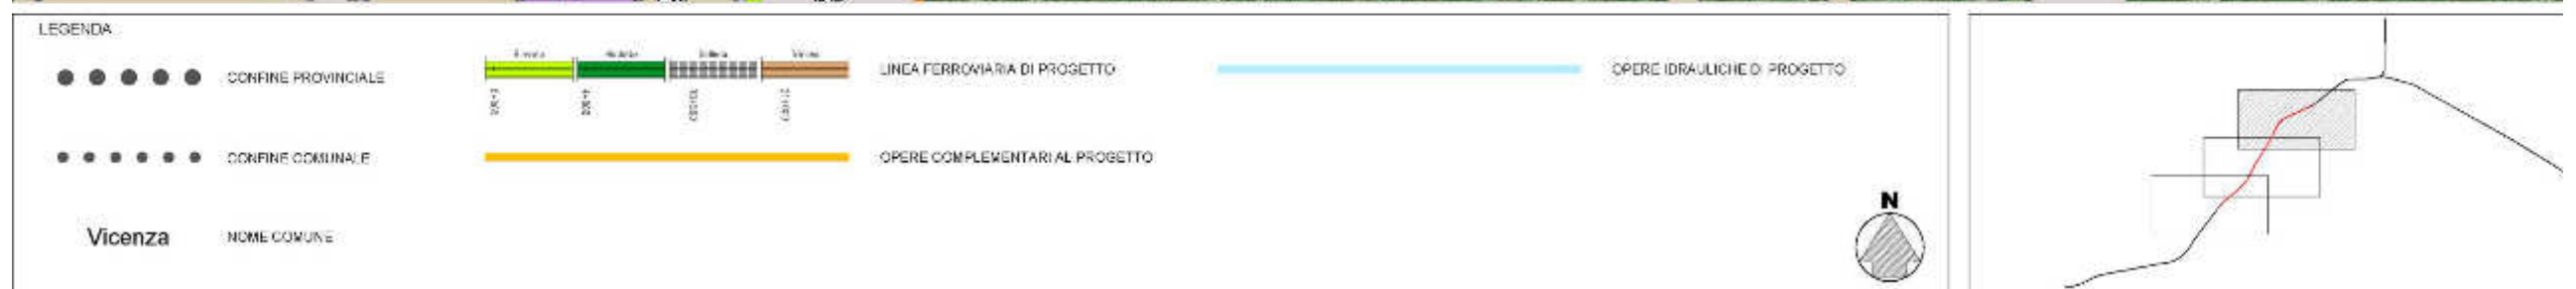 LEGENDA
CONFINE PROVINCIALE
LINEA FERROVIARIA DI PROGETTO
OPERE IDRAULICHE DI PROGETTO
CONFINE COMUNALE
OPERE COMPLEMENTARI AL PROGETTO
N
Vicenza
NOME COMUNE